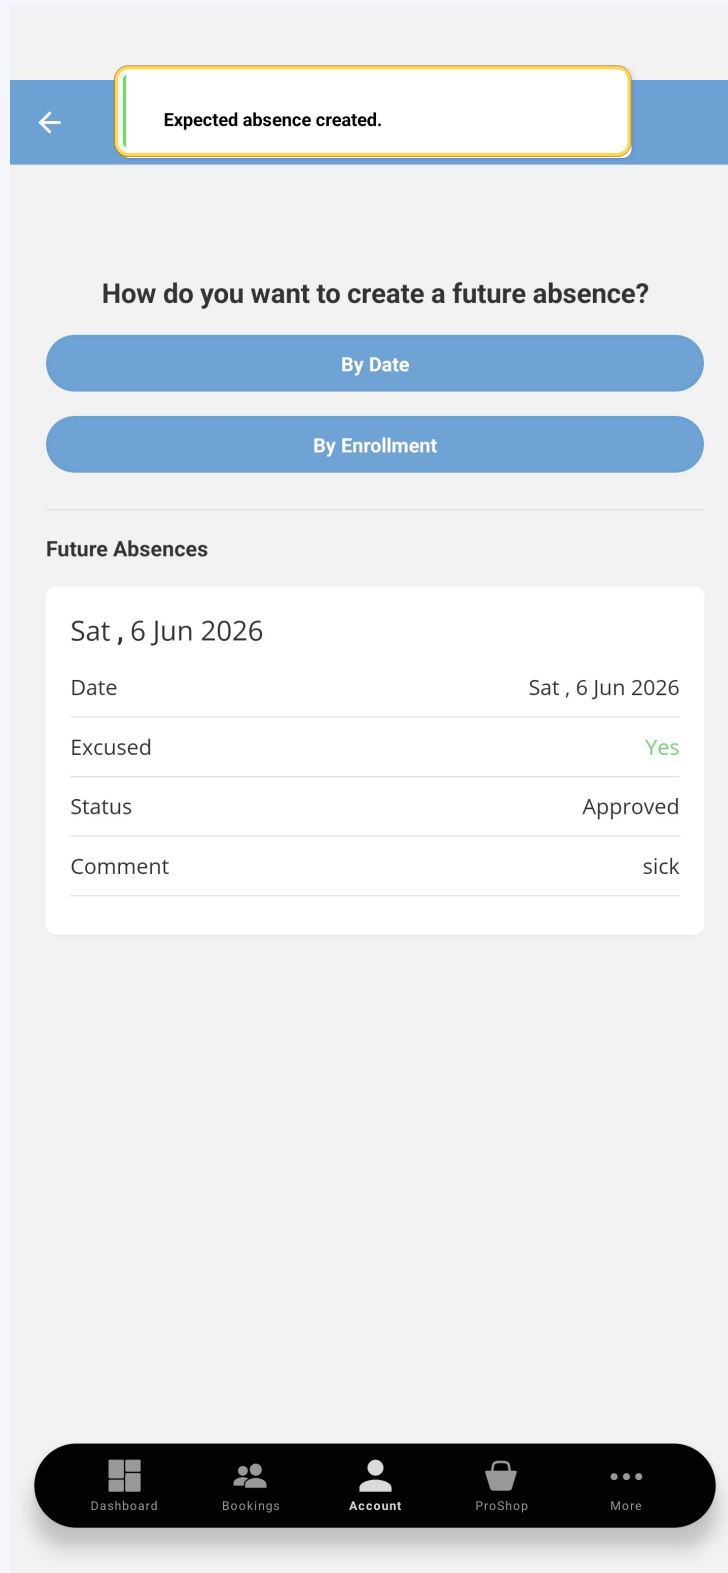 Expected absence created.
How do you want to create a future absence?
By Date
By Enrollment
Future Absences
Sat , 6 Jun 2026
Date Sat , 6 Jun 2026
Excused Yes
Status Approved
Comment sick
Dashboard Bookings Account ProShop More